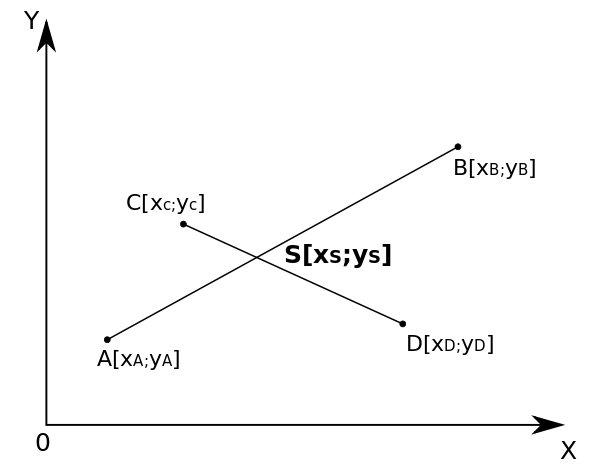 Y
B[xB;yB]
C[xc;yc]
S[xS;yS]
D[xD;yD]
A[xA;yA]
0
X